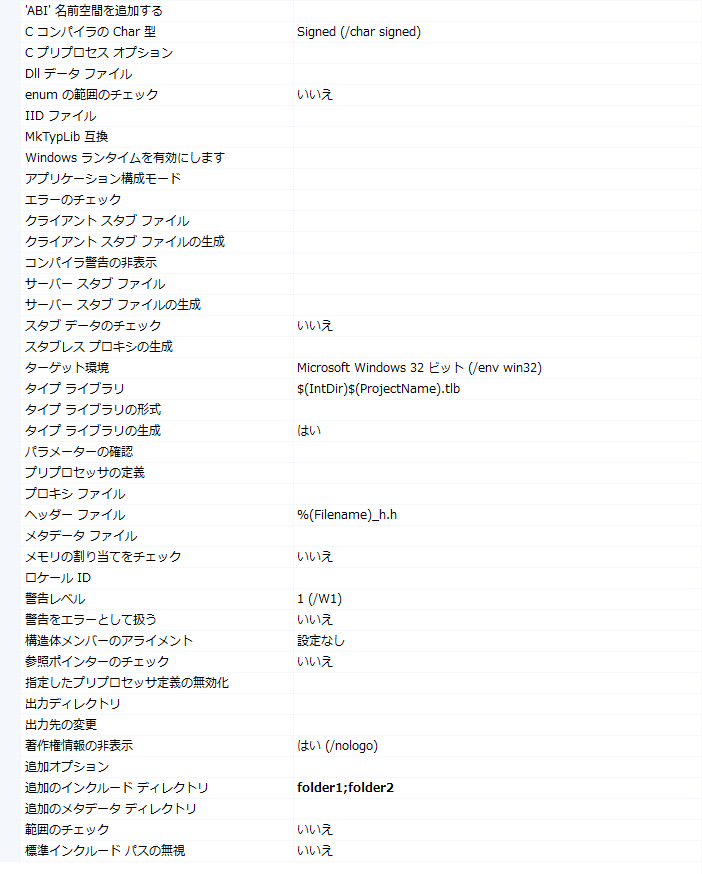 'ABI' 名前空間を追加する
C コンパイラの Char 型 Signed (/char signed)
C プリプロセス オプション
Dll データ ファイル
enum の範囲のチェック いいえ
IID ファイル
MkTypLib 互換
Windows ランタイムを有効にします
アプリケーション構成モード
エラーのチェック
クライアント スタブ ファイル
クライアント スタブ ファイルの生成
コンパイラ警告の非表示
サーバー スタブ ファイル
サーバー スタブ ファイルの生成
スタブ データのチェック いいえ
スタブレス プロキシの生成
ターゲット環境 Microsoft Windows 32 ビット (/env win32)
タイプ ライブラリ $(IntDir)$(ProjectName).tlb
タイプ ライブラリの形式
タイプ ライブラリの生成 はい
パラメーターの確認
プリプロセッサの定義
プロキシ ファイル
ヘッダー ファイル %(Filename)_h.h
メタデータ ファイル
メモリの割り当てをチェック いいえ
ロケール ID
警告レベル 1 (/W1)
警告をエラーとして扱う いいえ
構造体メンバーのアライメント 設定なし
参照ポインターのチェック いいえ
指定したプリプロセッサ定義の無効化
出力ディレクトリ
出力先の変更
著作権情報の非表示 はい (/nologo)
追加オプション
追加のインクルード ディレクトリ folder1;folder2
追加のメタデータ ディレクトリ
範囲のチェック いいえ
標準インクルード パスの無視 いいえ